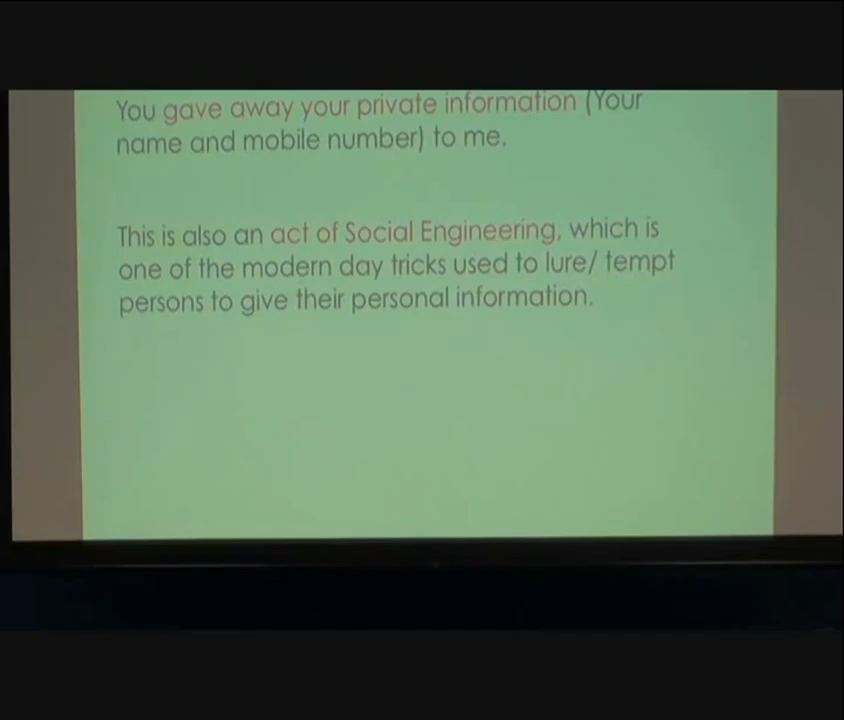 You gave away your private information (Your
name and mobile number) to me.
This is also an act of Social Engineering, which is
one of the modern day tricks used to lure/ tempt
persons to give their personal information.